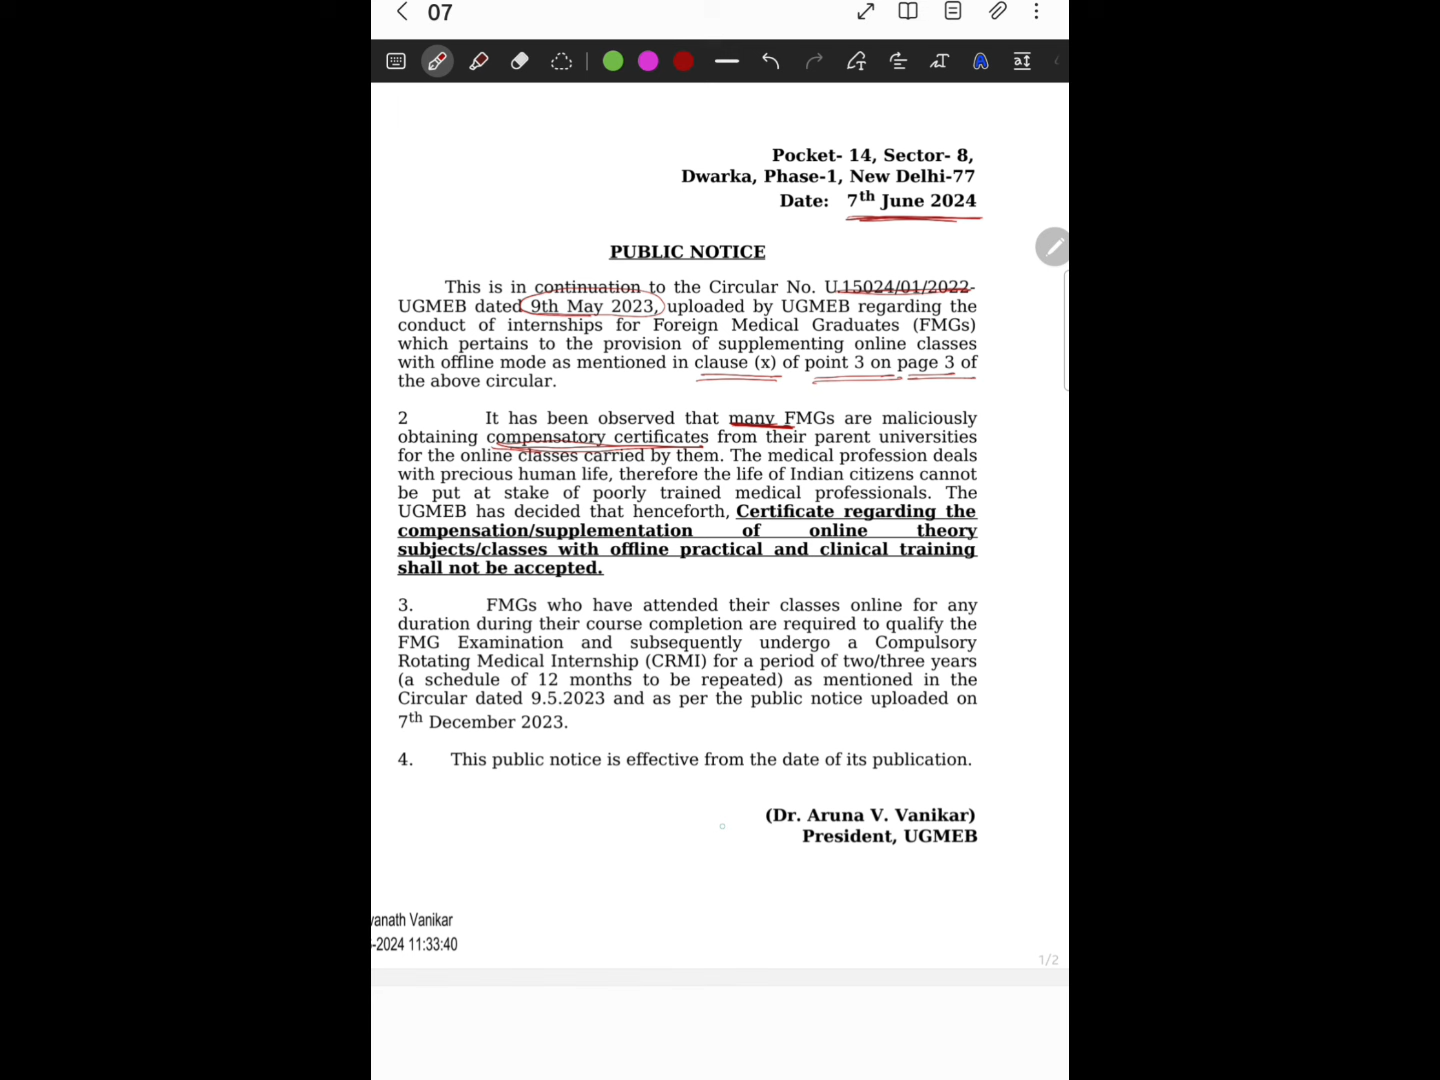 07
Pocket- 14, Sector- 8,
Dwarka, Phase-1, New Delhi-77
Date: 7th June 2024
PUBLIC NOTICE
This is in continuation to the Circular No. U.15024/01/2022-
UGMEB dated 9th May 2023, uploaded by UGMEB regarding the
conduct of internships for Foreign Medical Graduates (FMGs)
which pertains to the provision of supplementing online classes
with offline mode as mentioned in clause (x) of point 3 on page 3 of
the above circular.
2 It has been observed that many FMGs are maliciously
obtaining compensatory certificates from their parent universities
for the online classes carried by them. The medical profession deals
with precious human life, therefore the life of Indian citizens cannot
be put at stake of poorly trained medical professionals. The
UGMEB has decided that henceforth, Certificate regarding the
compensation/supplementation of online theory
subjects/classes with offline practical and clinical training
shall not be accepted.
3. FMGs who have attended their classes online for any
duration during their course completion are required to qualify the
FMG Examination and subsequently undergo a Compulsory
Rotating Medical Internship (CRMI) for a period of two/three years
(a schedule of 12 months to be repeated) as mentioned in the
Circular dated 9.5.2023 and as per the public notice uploaded on
7th December 2023.
4. This public notice is effective from the date of its publication.
(Dr. Aruna V. Vanikar)
President, UGMEB
vanath Vanikar
-2024 11:33:40
1/2